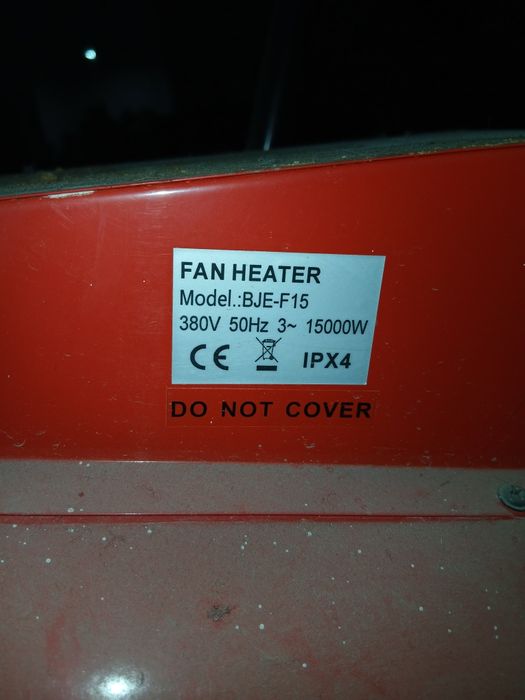 FAN HEATER
Model.:BJE-F15
380V 50Hz 3~ 15000W
CE IPX4
DO NOT COVER